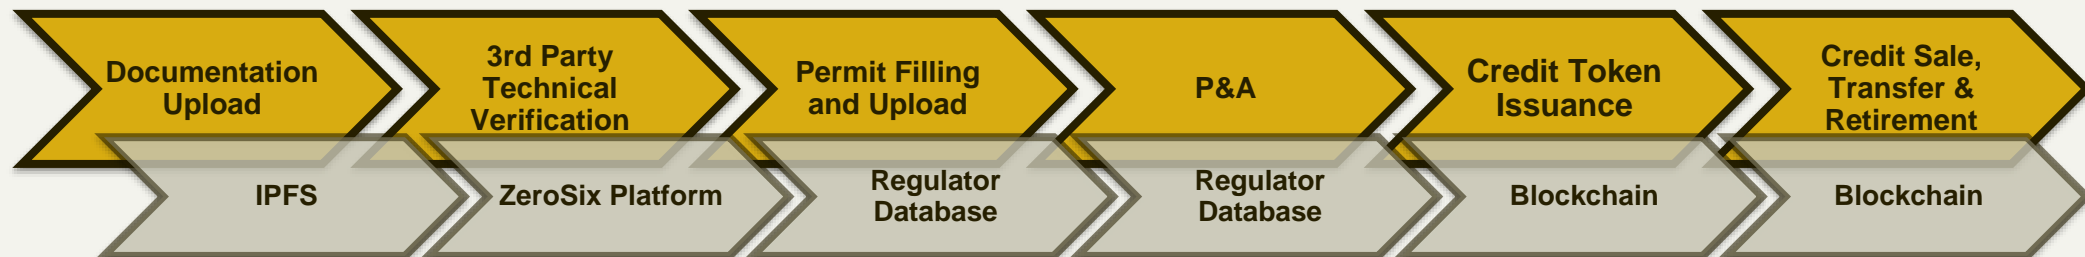 Documentation
Upload
3rd Party
Technical
Verification
Permit Filling
and Upload
P&A
Credit Token
Issuance
Credit Sale,
Transfer &
Retirement
IPFS
ZeroSix Platform
Regulator
Database
Regulator
Database
Blockchain
Blockchain